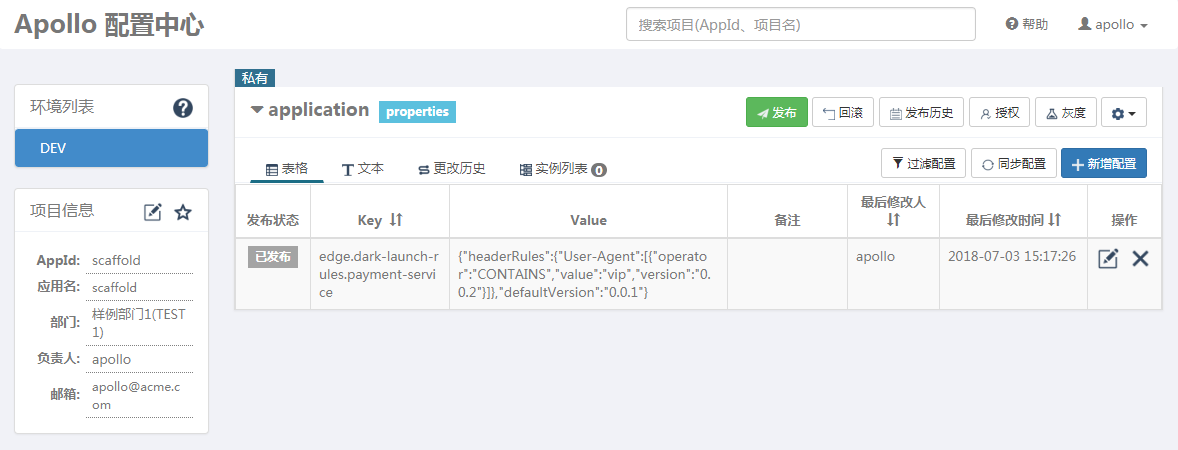 Apollo 配置中心
搜索项目(AppId、项目名)
帮助
apollo
环境列表
DEV
项目信息
AppId: scaffold
应用名: scaffold
部门: 样例部门1(TEST
1)
负责人: apollo
邮箱: apollo@acme.c
om
私有
application properties
发布 回滚 发布历史 授权 灰度
表格 文本 更改历史 实例列表 0
过滤配置 同步配置 新增配置
发布状态 Key Value 备注 最后修改人 最后修改时间 操作
已发布
edge.dark-launch-r
ules.payment-servi
ce
{"headerRules":{"User-Agent":[{"operato
r":"CONTAINS","value":"vip","version":"0.
0.2"}]},"defaultVersion":"0.0.1"}
apollo
2018-07-03 15:17:26